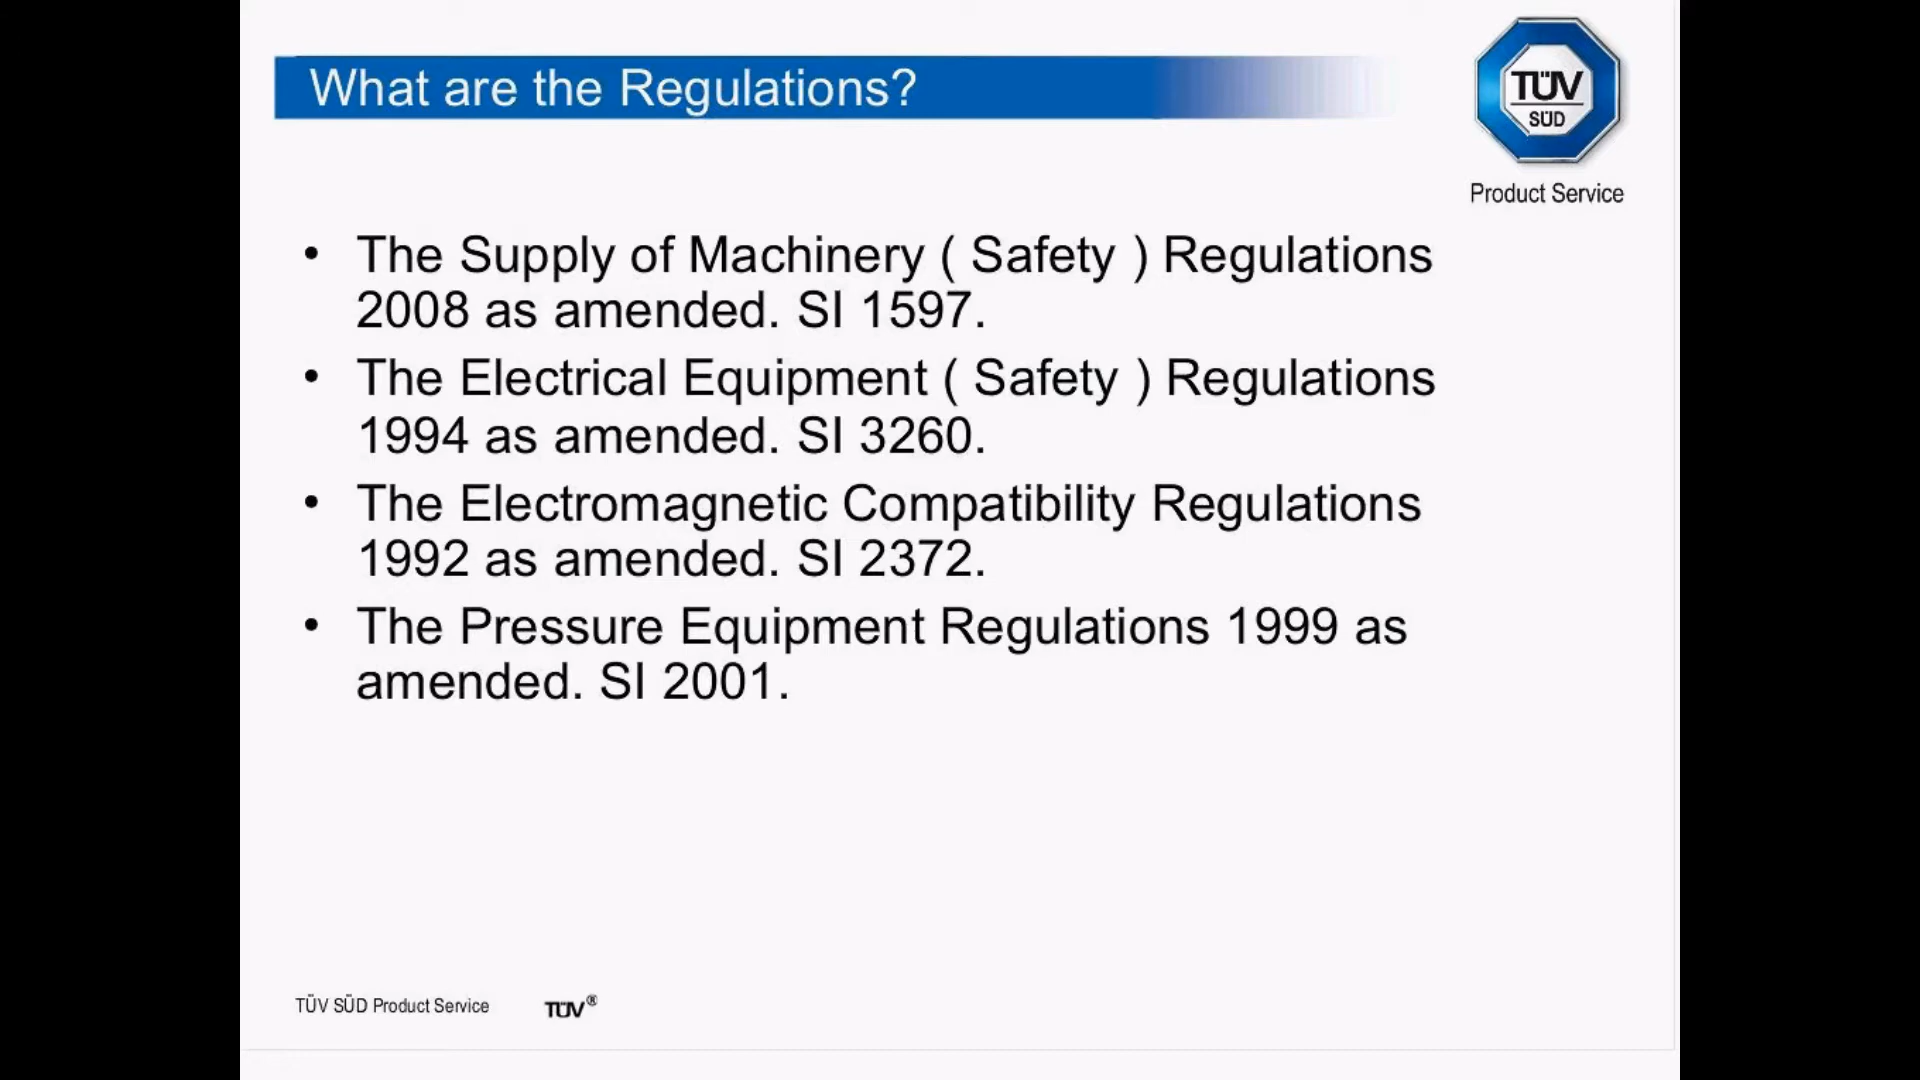 What are the Regulations?
TÜV
SÜD
Product Service
• The Supply of Machinery ( Safety ) Regulations
2008 as amended. SI 1597.
• The Electrical Equipment ( Safety ) Regulations
1994 as amended. SI 3260.
• The Electromagnetic Compatibility Regulations
1992 as amended. SI 2372.
• The Pressure Equipment Regulations 1999 as
amended. SI 2001.
TÜV SÜD Product Service TÜV®